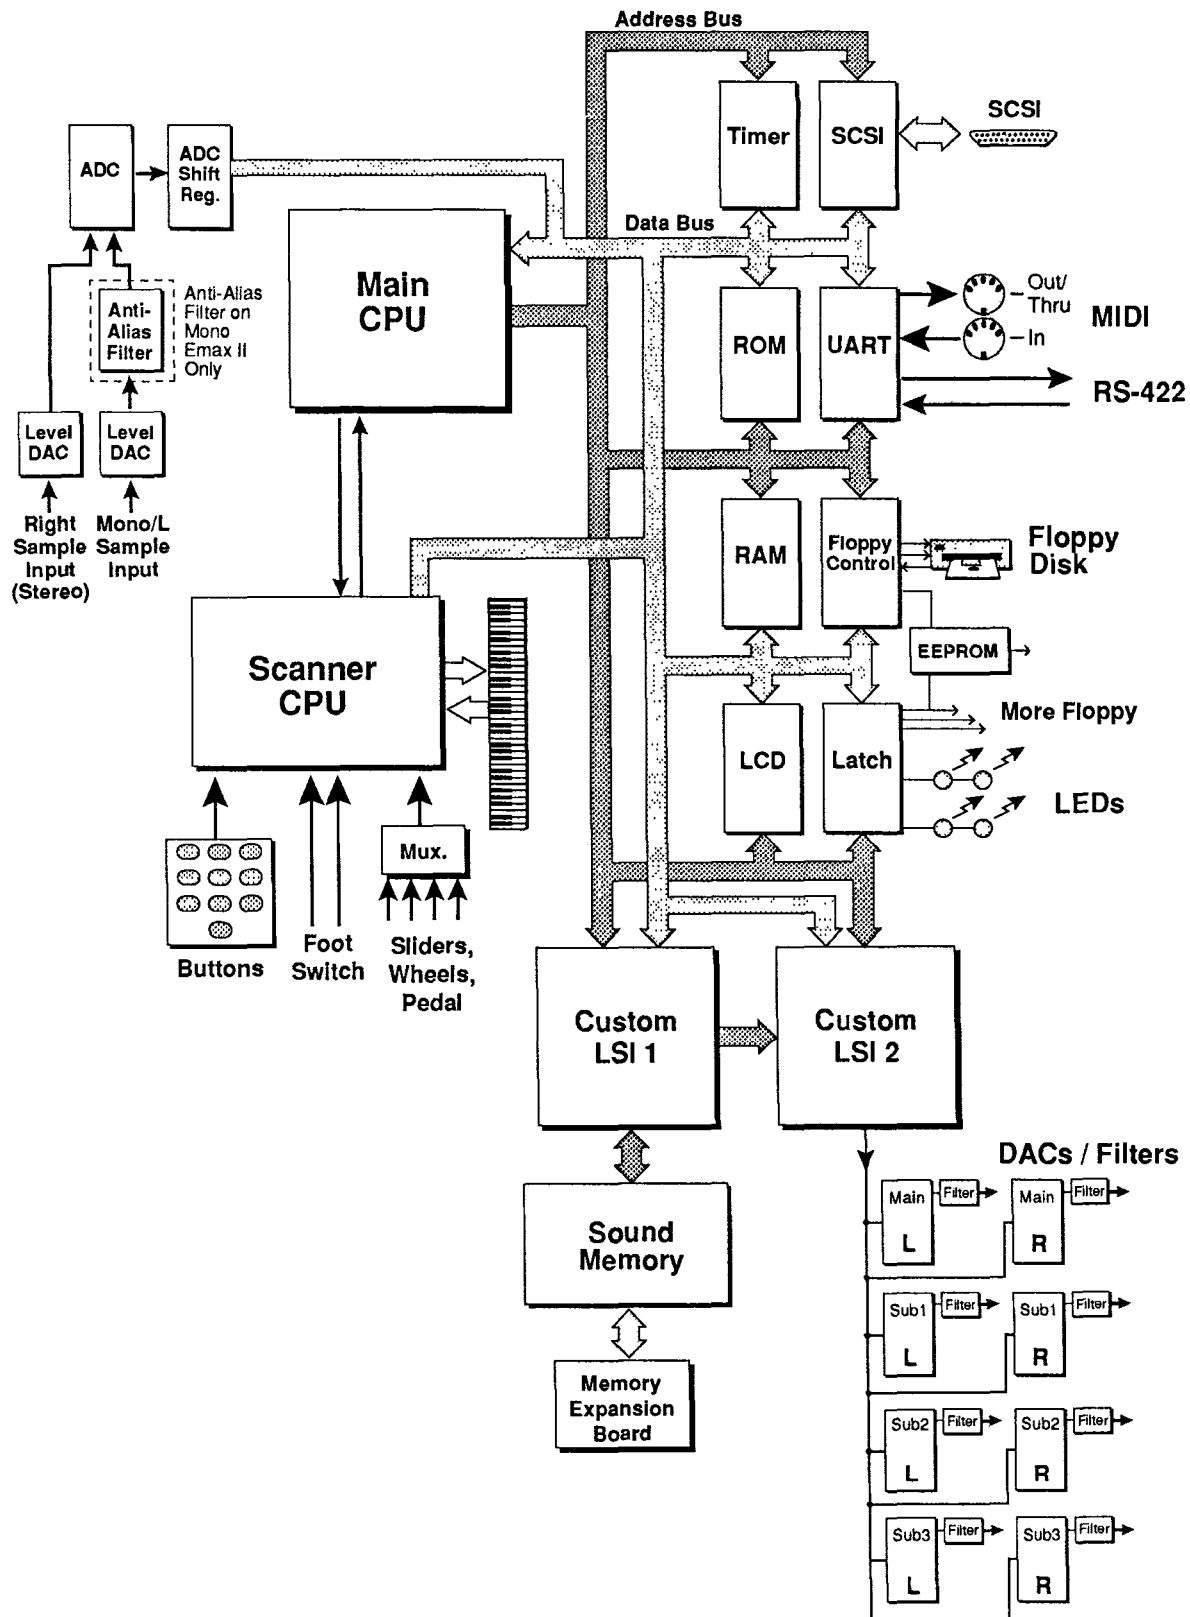 Address Bus
Timer
SCSI
SCSI
ADC
ADC
Shift
Reg.
Data Bus
Main
CPU
Anti-
Alias
Filter
Anti-Alias
Filter on
Mono
Emax II
Only
ROM
UART
Out/
Thru
In
MIDI
RS-422
Level
DAC
Level
DAC
Right
Sample
Input
(Stereo)
Mono/L
Sample
Input
RAM
Floppy
Control
Floppy
Disk
EEPROM
Scanner
CPU
More Floppy
LCD
Latch
LEDs
Mux.
Buttons
Foot
Switch
Sliders,
Wheels,
Pedal
Custom
LSI 1
Custom
LSI 2
DACs / Filters
Sound
Memory
Memory
Expansion
Board
Main
L
Filter
Main
R
Filter
Sub1
L
Filter
Sub1
R
Filter
Sub2
L
Filter
Sub2
R
Filter
Sub3
L
Filter
Sub3
R
Filter